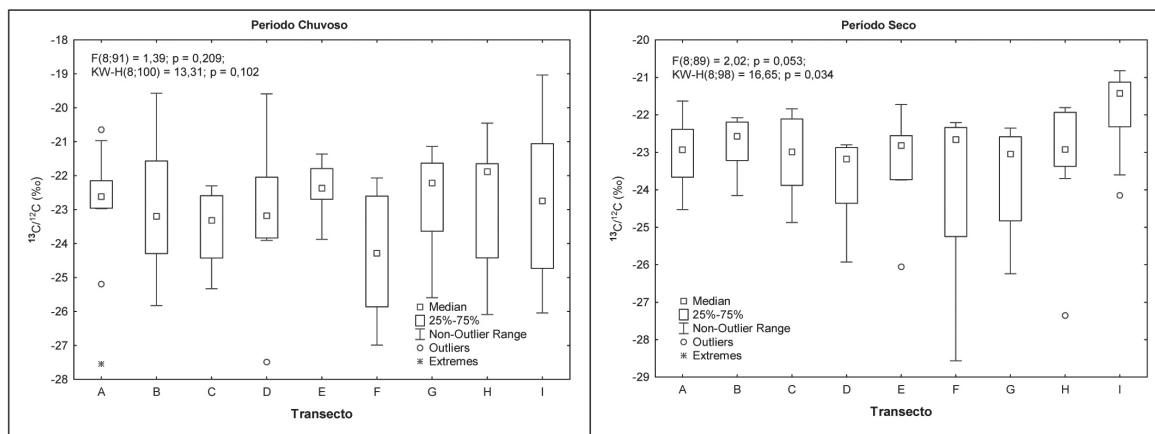 Periodo Chuvoso
F(8;91) = 1,39; p = 0,209;
KW-H(8;100) = 13,31; p = 0,102
-18
-19
-20
-21
-22
-23
-24
-25
-26
-27
-28
¹³C/¹²C (‰)
Median
25%-75%
Non-Outlier Range
Outliers
Extremes
A B C D E F G H I
Transecto
Periodo Seco
F(8;89) = 2,02; p = 0,053;
KW-H(8;98) = 16,65; p = 0,034
-20
-21
-22
-23
-24
-25
-26
-27
-28
-29
¹³C/¹²C (‰)
Median
25%-75%
Non-Outlier Range
Outliers
Extremes
A B C D E F G H I
Transecto